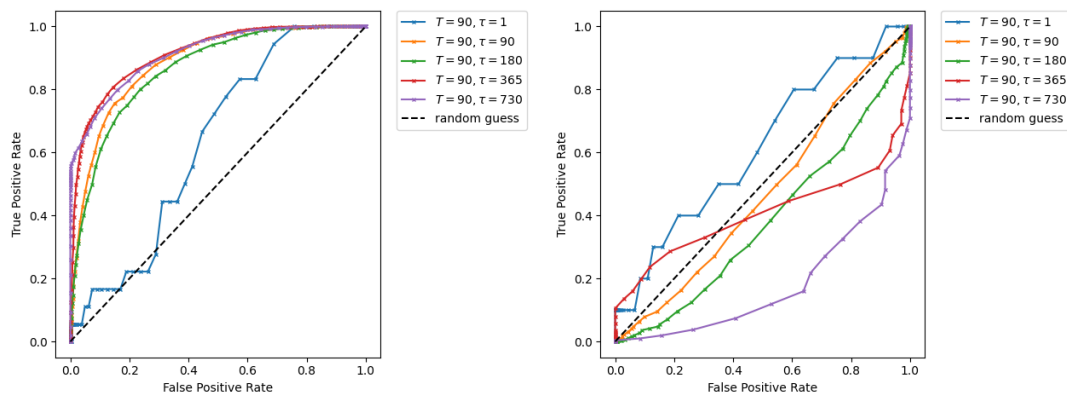 1.0
0.8
0.6
0.4
0.2
0.0
True Positive Rate
0.0 0.2 0.4 0.6 0.8 1.0
False Positive Rate
T = 90, τ = 1
T = 90, τ = 90
T = 90, τ = 180
T = 90, τ = 365
T = 90, τ = 730
random guess
1.0
0.8
0.6
0.4
0.2
0.0
True Positive Rate
0.0 0.2 0.4 0.6 0.8 1.0
False Positive Rate
T = 90, τ = 1
T = 90, τ = 90
T = 90, τ = 180
T = 90, τ = 365
T = 90, τ = 730
random guess